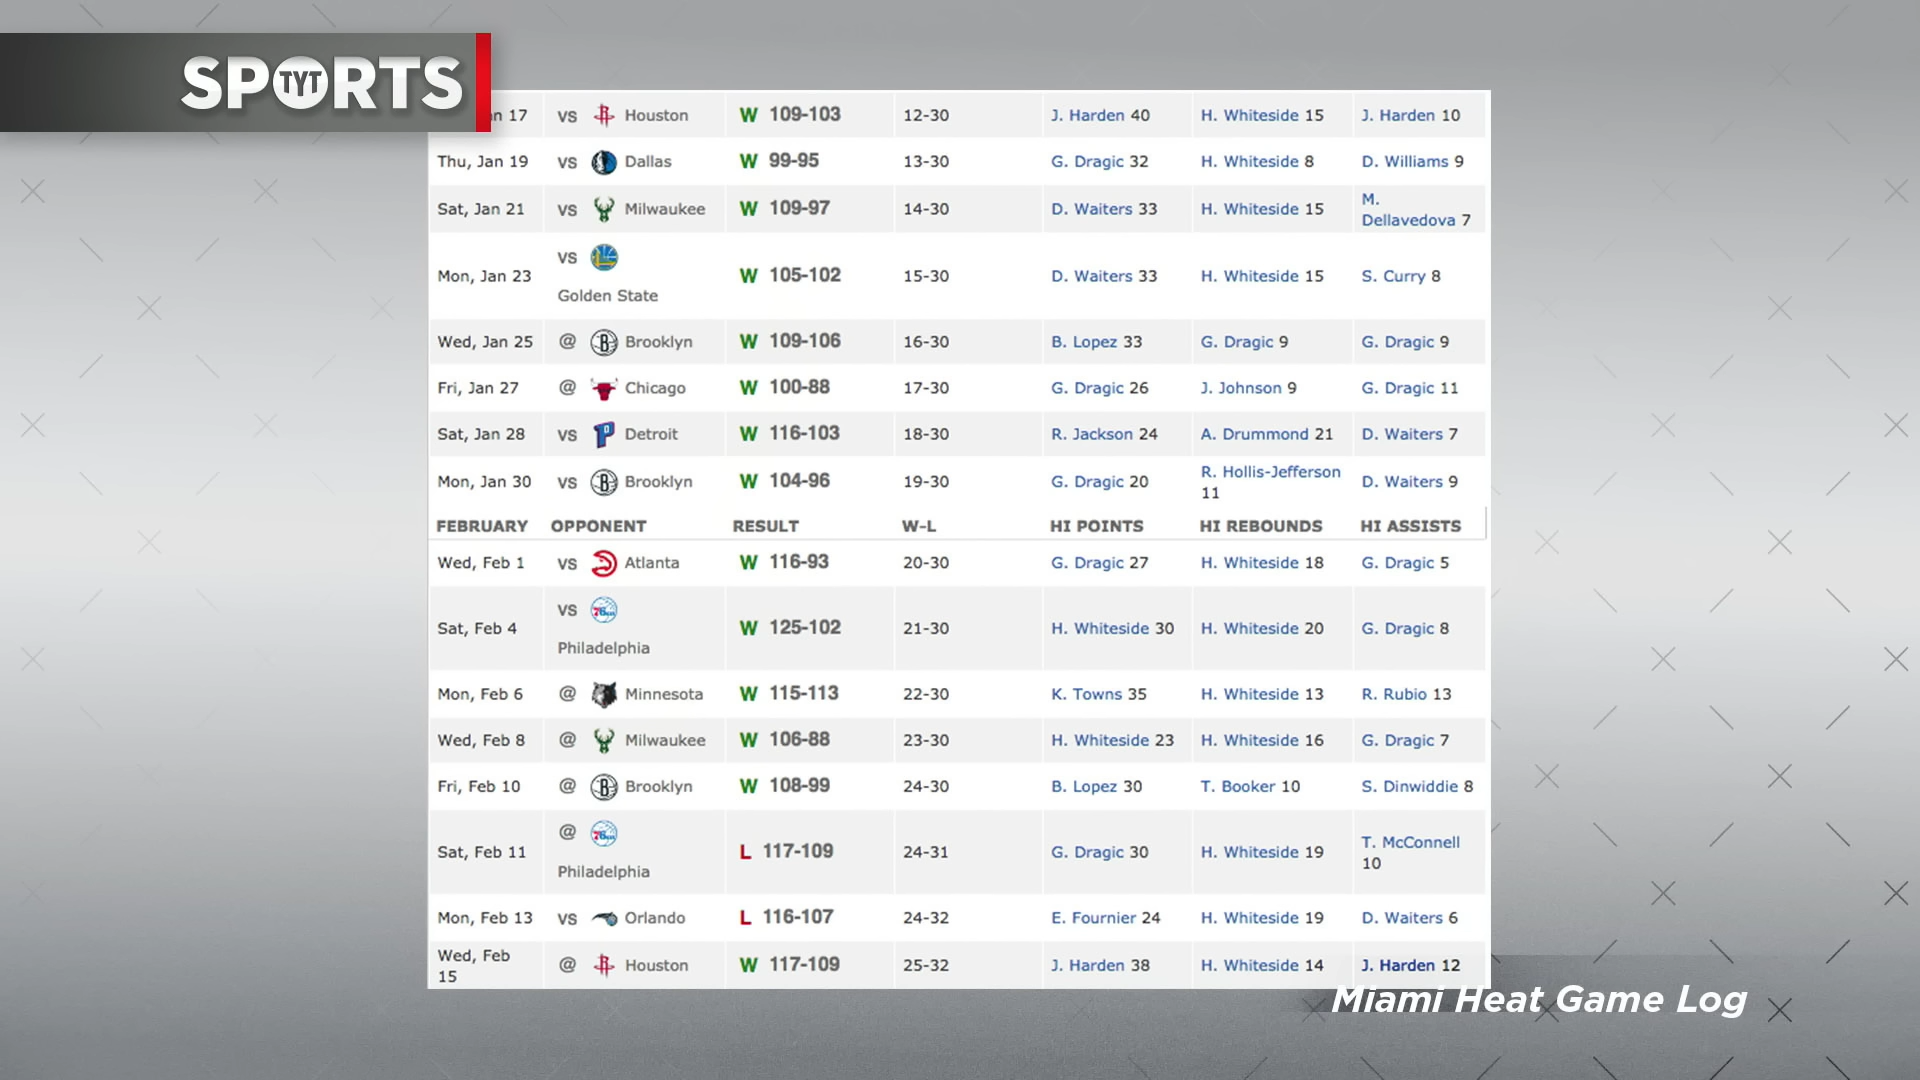 SPORTS
TYT
n 17 vs Houston W 109-103 12-30 J. Harden 40 H. Whiteside 15 J. Harden 10
Thu, Jan 19 vs Dallas W 99-95 13-30 G. Dragic 32 H. Whiteside 8 D. Williams 9
Sat, Jan 21 vs Milwaukee W 109-97 14-30 D. Waiters 33 H. Whiteside 15 M. Dellavedova 7
Mon, Jan 23 vs Golden State W 105-102 15-30 D. Waiters 33 H. Whiteside 15 S. Curry 8
Wed, Jan 25 @ Brooklyn W 109-106 16-30 B. Lopez 33 G. Dragic 9 G. Dragic 9
Fri, Jan 27 @ Chicago W 100-88 17-30 G. Dragic 26 J. Johnson 9 G. Dragic 11
Sat, Jan 28 vs Detroit W 116-103 18-30 R. Jackson 24 A. Drummond 21 D. Waiters 7
Mon, Jan 30 vs Brooklyn W 104-96 19-30 G. Dragic 20 R. Hollis-Jefferson 11 D. Waiters 9
FEBRUARY OPPONENT RESULT W-L HI POINTS HI REBOUNDS HI ASSISTS
Wed, Feb 1 vs Atlanta W 116-93 20-30 G. Dragic 27 H. Whiteside 18 G. Dragic 5
Sat, Feb 4 vs Philadelphia W 125-102 21-30 H. Whiteside 30 H. Whiteside 20 G. Dragic 8
Mon, Feb 6 @ Minnesota W 115-113 22-30 K. Towns 35 H. Whiteside 13 R. Rubio 13
Wed, Feb 8 @ Milwaukee W 106-88 23-30 H. Whiteside 23 H. Whiteside 16 G. Dragic 7
Fri, Feb 10 @ Brooklyn W 108-99 24-30 B. Lopez 30 T. Booker 10 S. Dinwiddie 8
Sat, Feb 11 @ Philadelphia L 117-109 24-31 G. Dragic 30 H. Whiteside 19 T. McConnell 10
Mon, Feb 13 vs Orlando L 116-107 24-32 E. Fournier 24 H. Whiteside 19 D. Waiters 6
Wed, Feb 15 @ Houston W 117-109 25-32 J. Harden 38 H. Whiteside 14 J. Harden 12
Miami Heat Game Log